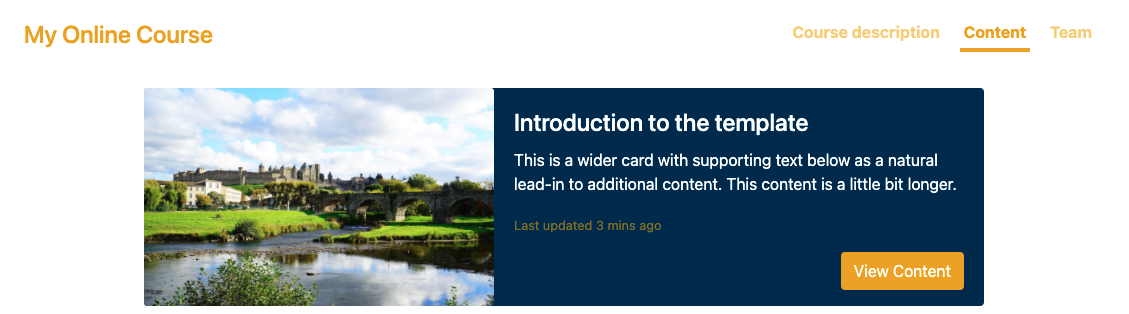 My Online Course
Course description Content Team
Introduction to the template
This is a wider card with supporting text below as a natural
lead-in to additional content. This content is a little bit longer.
Last updated 3 mins ago
View Content